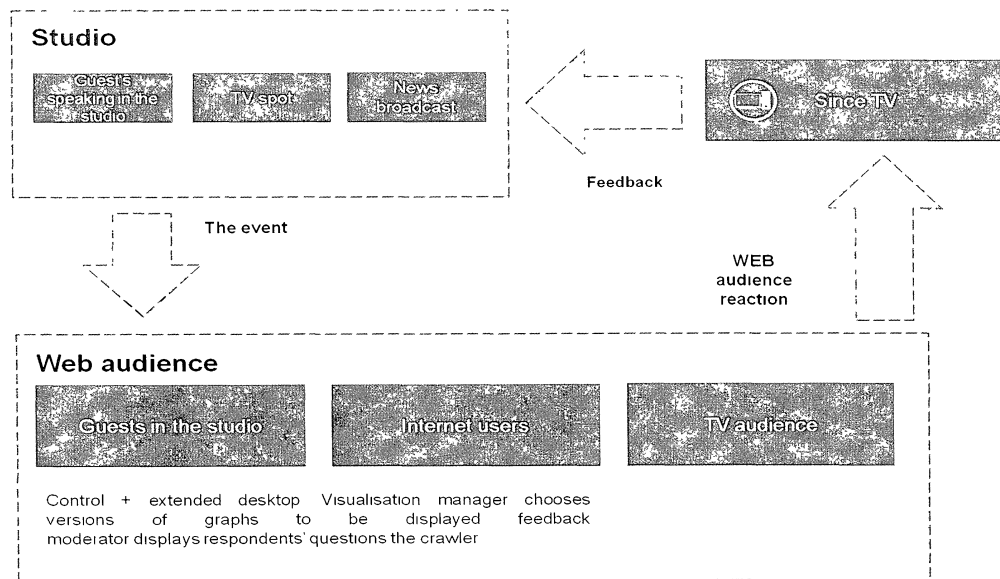 Studio
Guest's
speaking in the
studio
TV spot
News
broadcast
Since TV
Feedback
The event
WEB
audience
reaction
Web audience
Guests in the studio
Internet users
TV audience
Control + extended desktop Visualisation manager chooses
versions of graphs to be displayed feedback
moderator displays respondents' questions the crawler